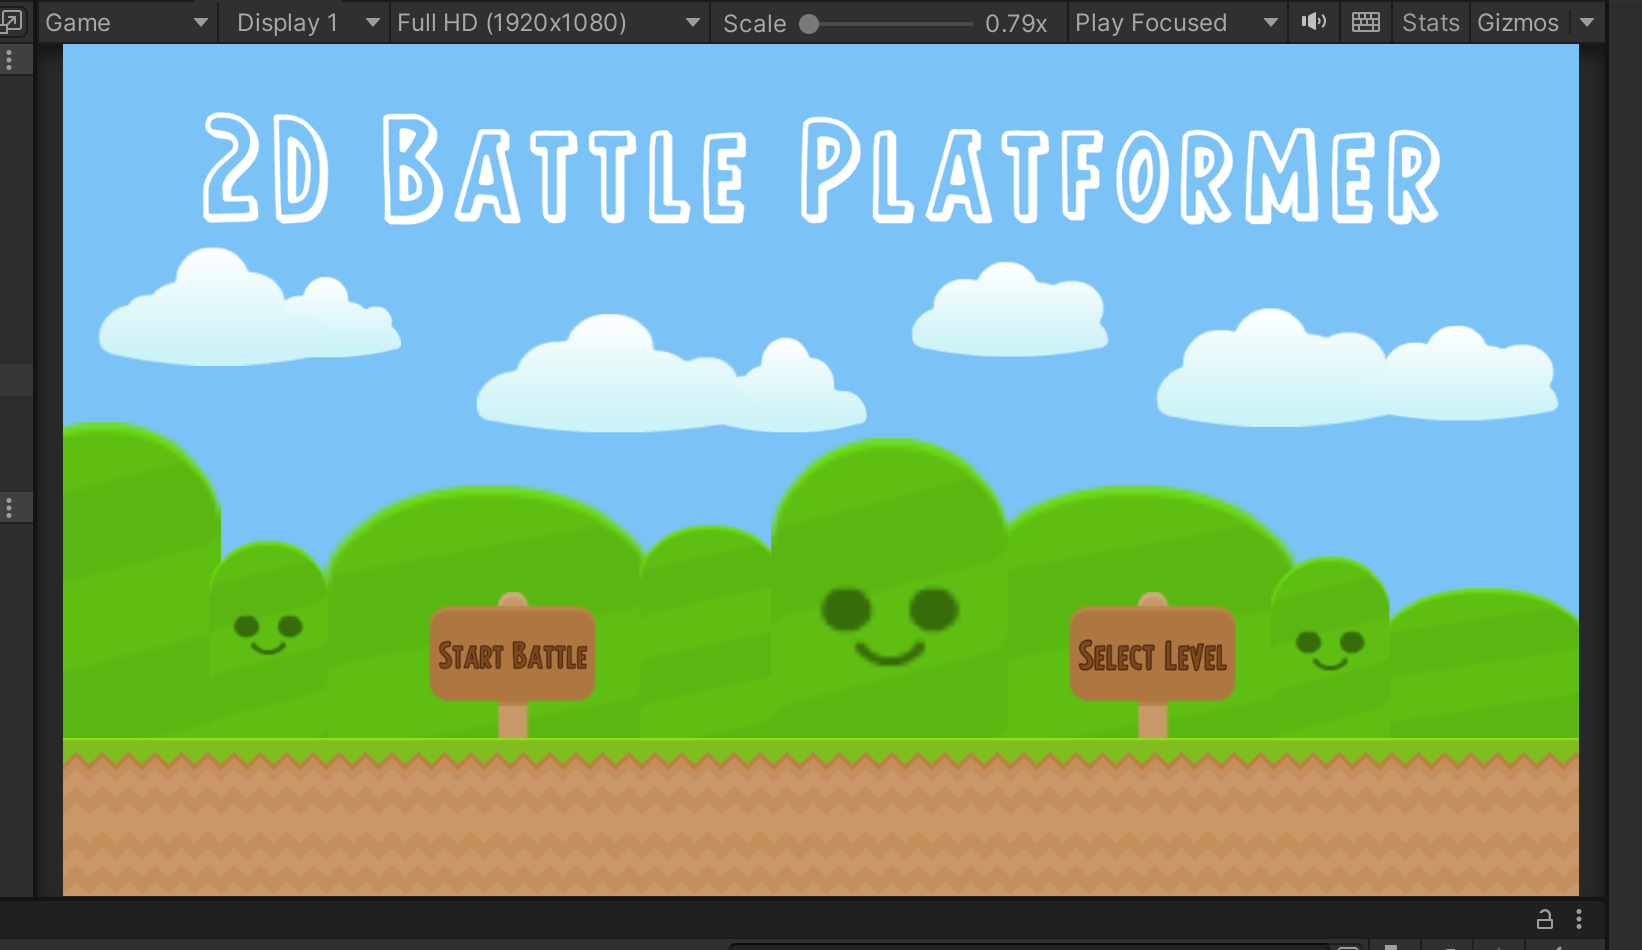 Game Display 1 Full HD (1920x1080) Scale 0.79x Play Focused Stats Gizmos
2D Battle Platformer
Start Battle Select Level